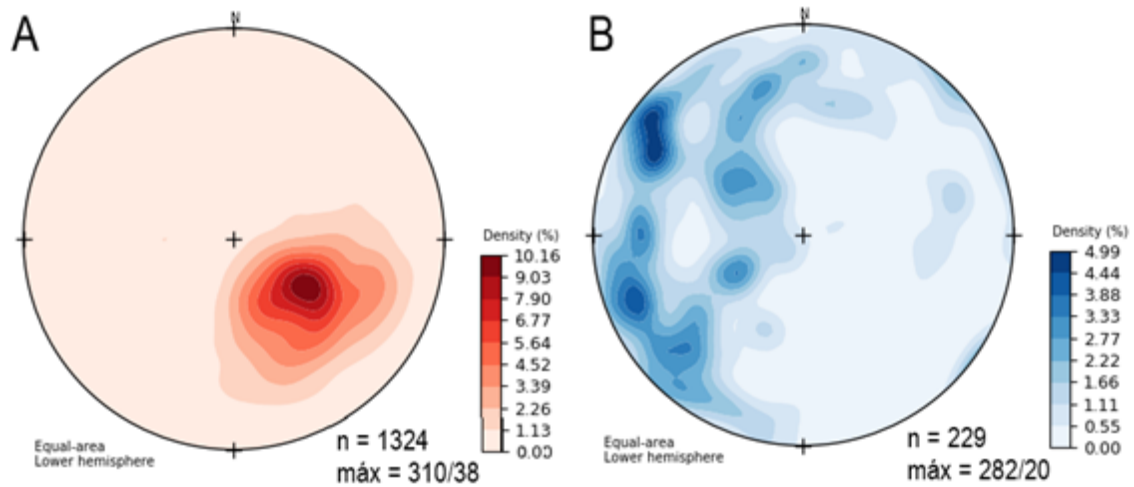 A
N
Density (%)
10.16
9.03
7.90
6.77
5.64
4.52
3.39
2.26
1.13
0.00
Equal-area
Lower hemisphere
n = 1324
máx = 310/38
B
N
Density (%)
4.99
4.44
3.88
3.33
2.77
2.22
1.66
1.11
0.55
0.00
Equal-area
Lower hemisphere
n = 229
máx = 282/20